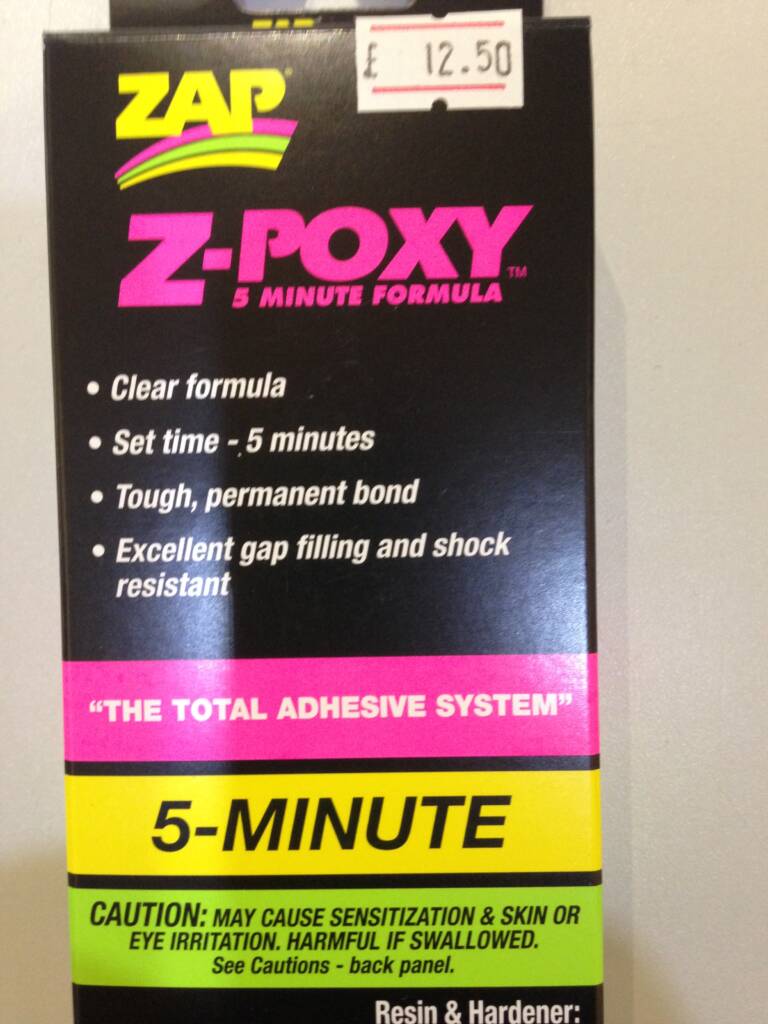 £ 12.50
ZAP
Z-POXY™
5 MINUTE FORMULA
• Clear formula
• Set time - 5 minutes
• Tough, permanent bond
• Excellent gap filling and shock
resistant
“THE TOTAL ADHESIVE SYSTEM”
5-MINUTE
CAUTION: MAY CAUSE SENSITIZATION & SKIN OR
EYE IRRITATION. HARMFUL IF SWALLOWED.
See Cautions - back panel.
Resin & Hardener: